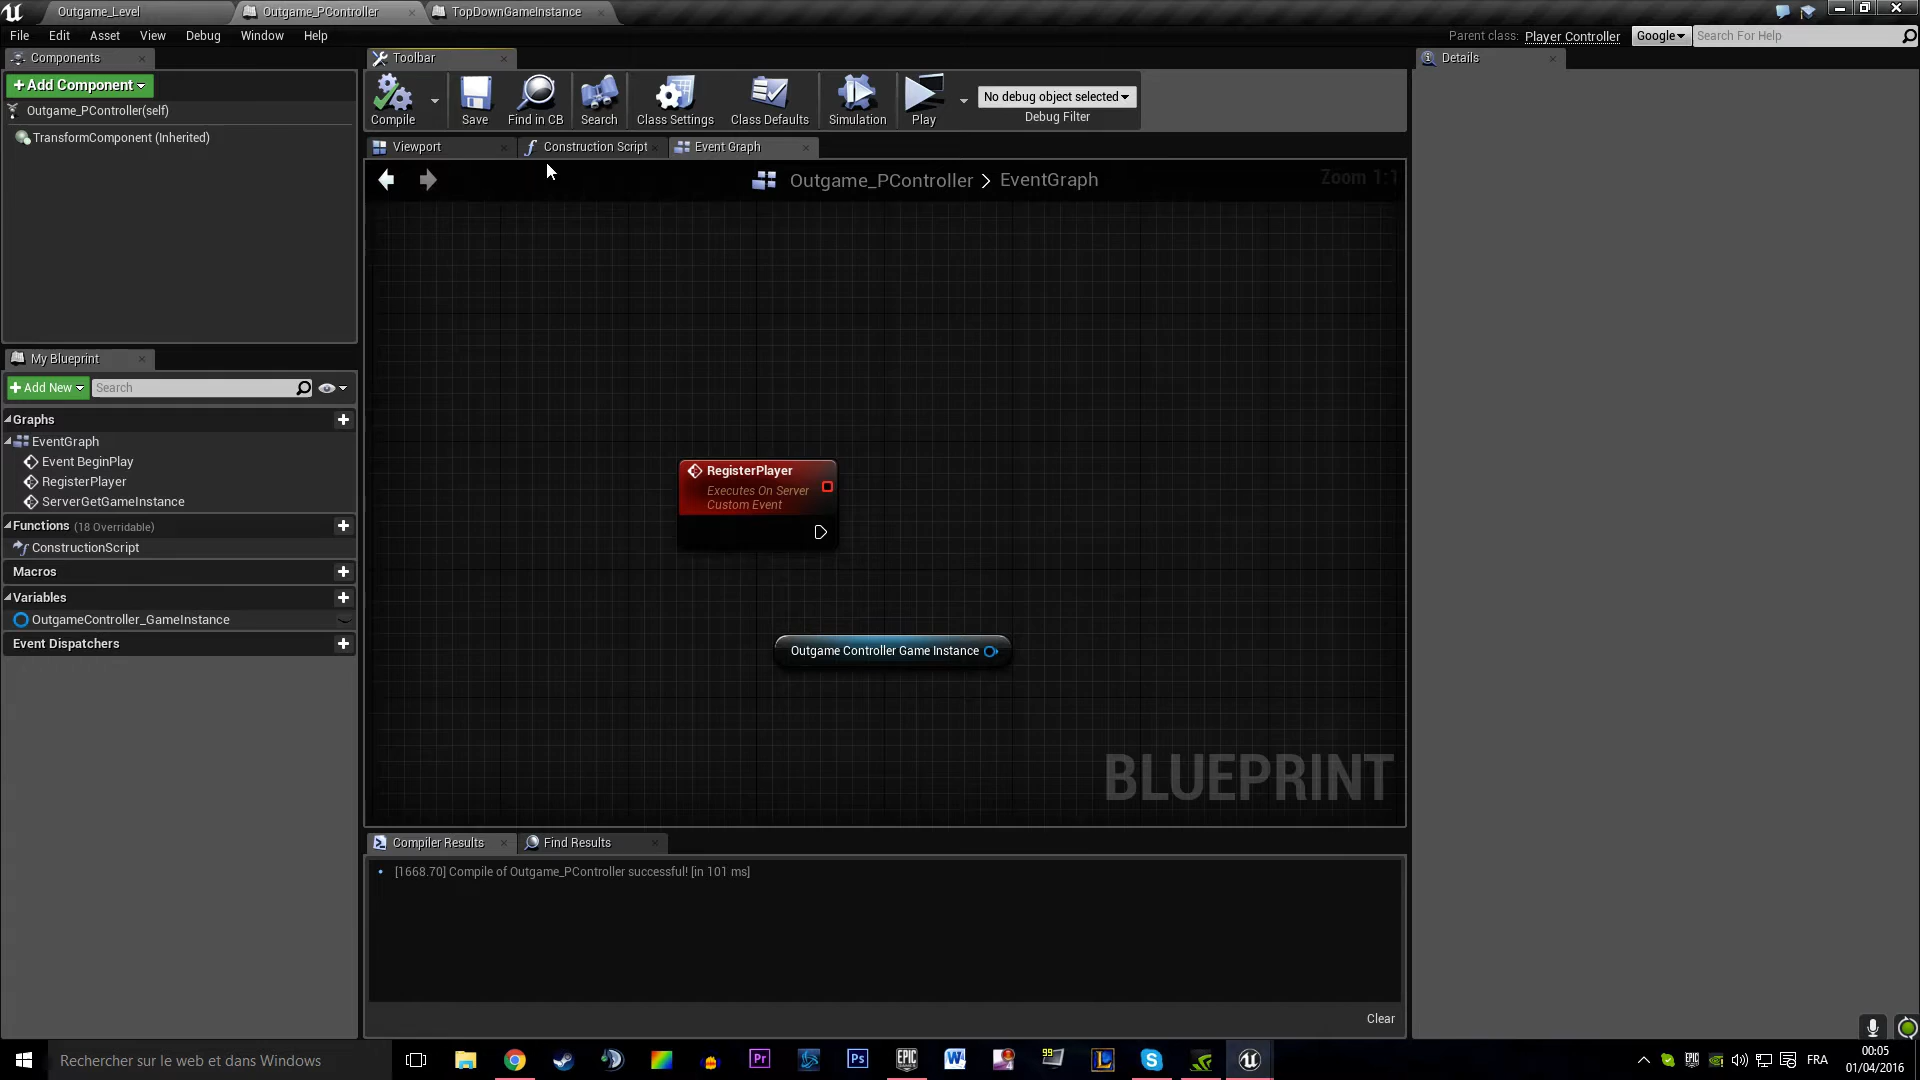 Outgame_Level
Outgame_PController
TopDownGameInstance
File Edit Asset View Debug Window Help
Parent class: Player Controller
Google
Search For Help
Components
Toolbar
Details
Add Component
Outgame_PController(self)
TransformComponent (Inherited)
Compile
Save
Find in CB
Search
Class Settings
Class Defaults
Simulation
Play
No debug object selected
Debug Filter
Viewport
Construction Script
Event Graph
Outgame_PController > EventGraph
Zoom 1:1
My Blueprint
Add New
Search
Graphs
EventGraph
Event BeginPlay
RegisterPlayer
ServerGetGameInstance
Functions (18 Overridable)
ConstructionScript
Macros
Variables
OutgameController_GameInstance
Event Dispatchers
RegisterPlayer
Executes On Server
Custom Event
Outgame Controller Game Instance
BLUEPRINT
Compiler Results
Find Results
[1668.70] Compile of Outgame_PController successful! [in 101 ms]
Clear
Rechercher sur le web et dans Windows
Pr
Ps
EPIC
W
99
L
S
EPIC
FRA
00:05
01/04/2016